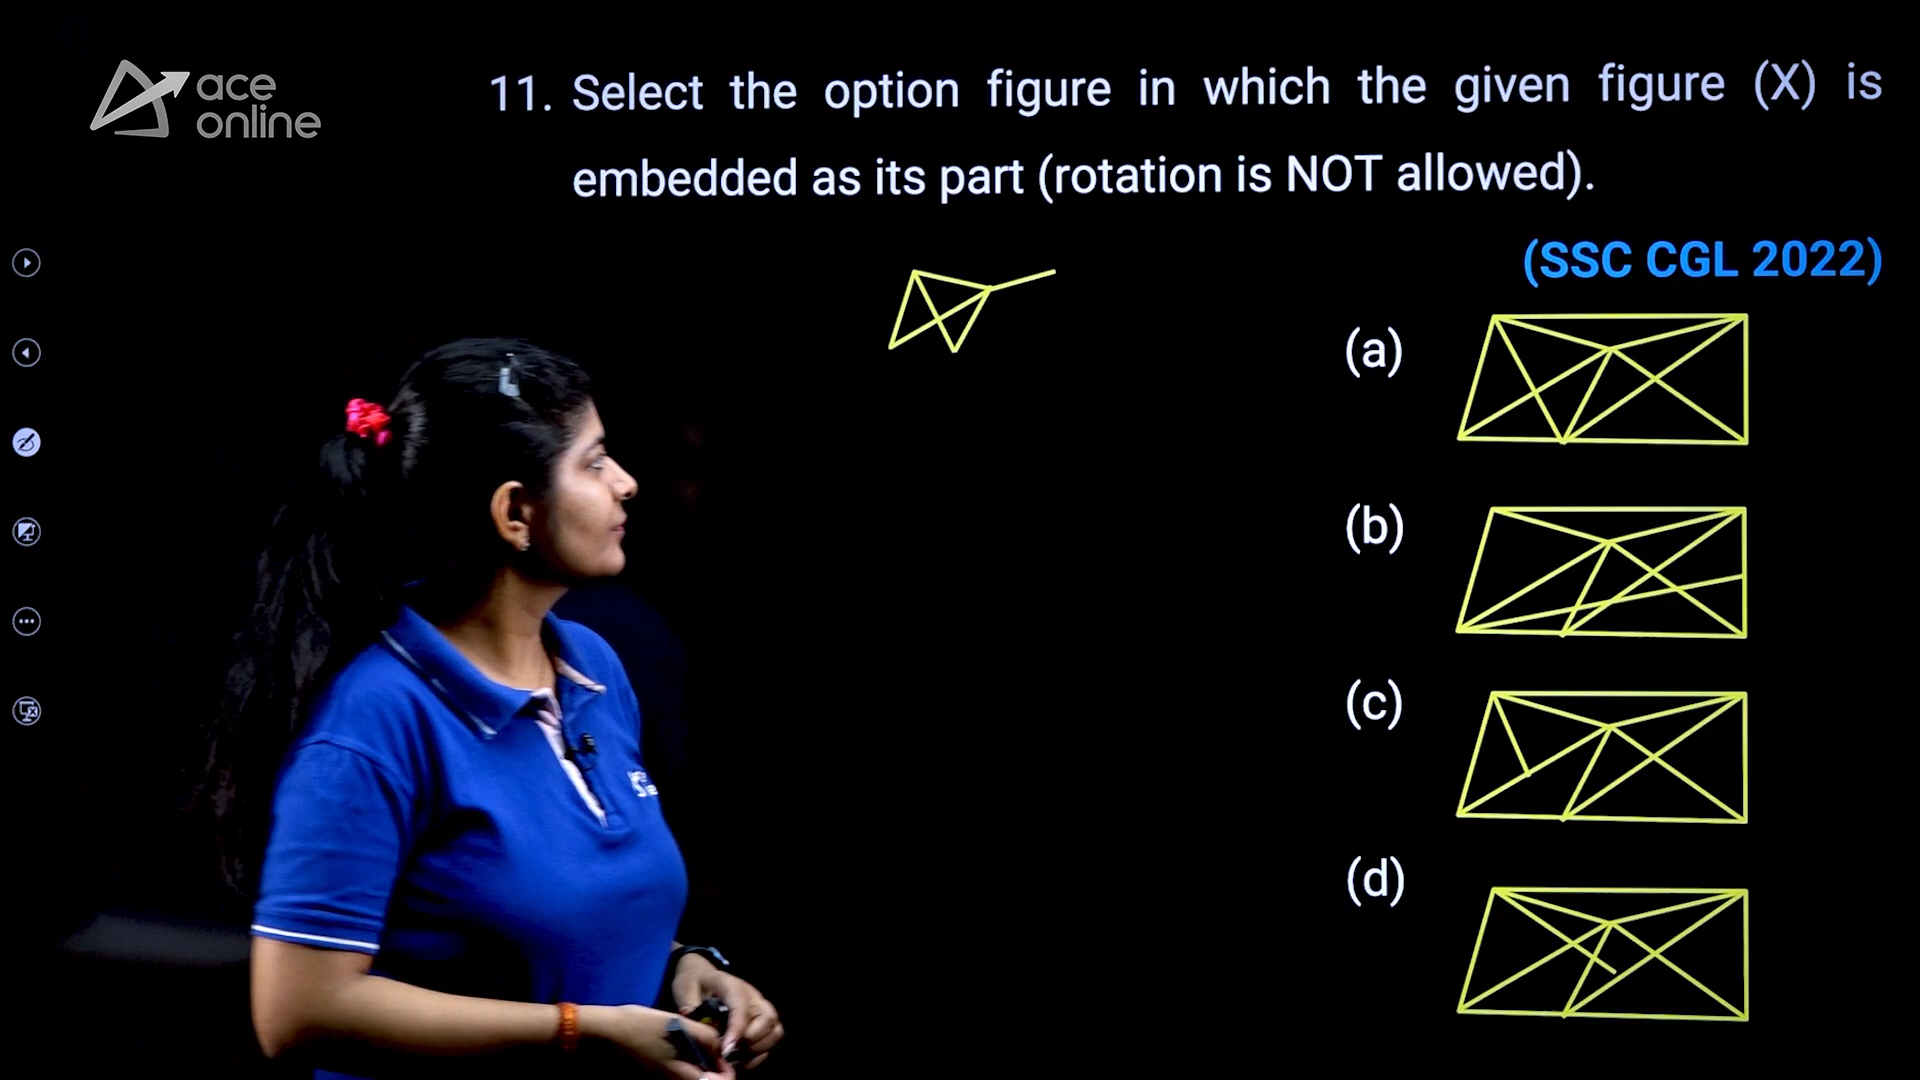 ace
online
11. Select the option figure in which the given figure (X) is
embedded as its part (rotation is NOT allowed).
(SSC CGL 2022)
(a)
(b)
(c)
(d)